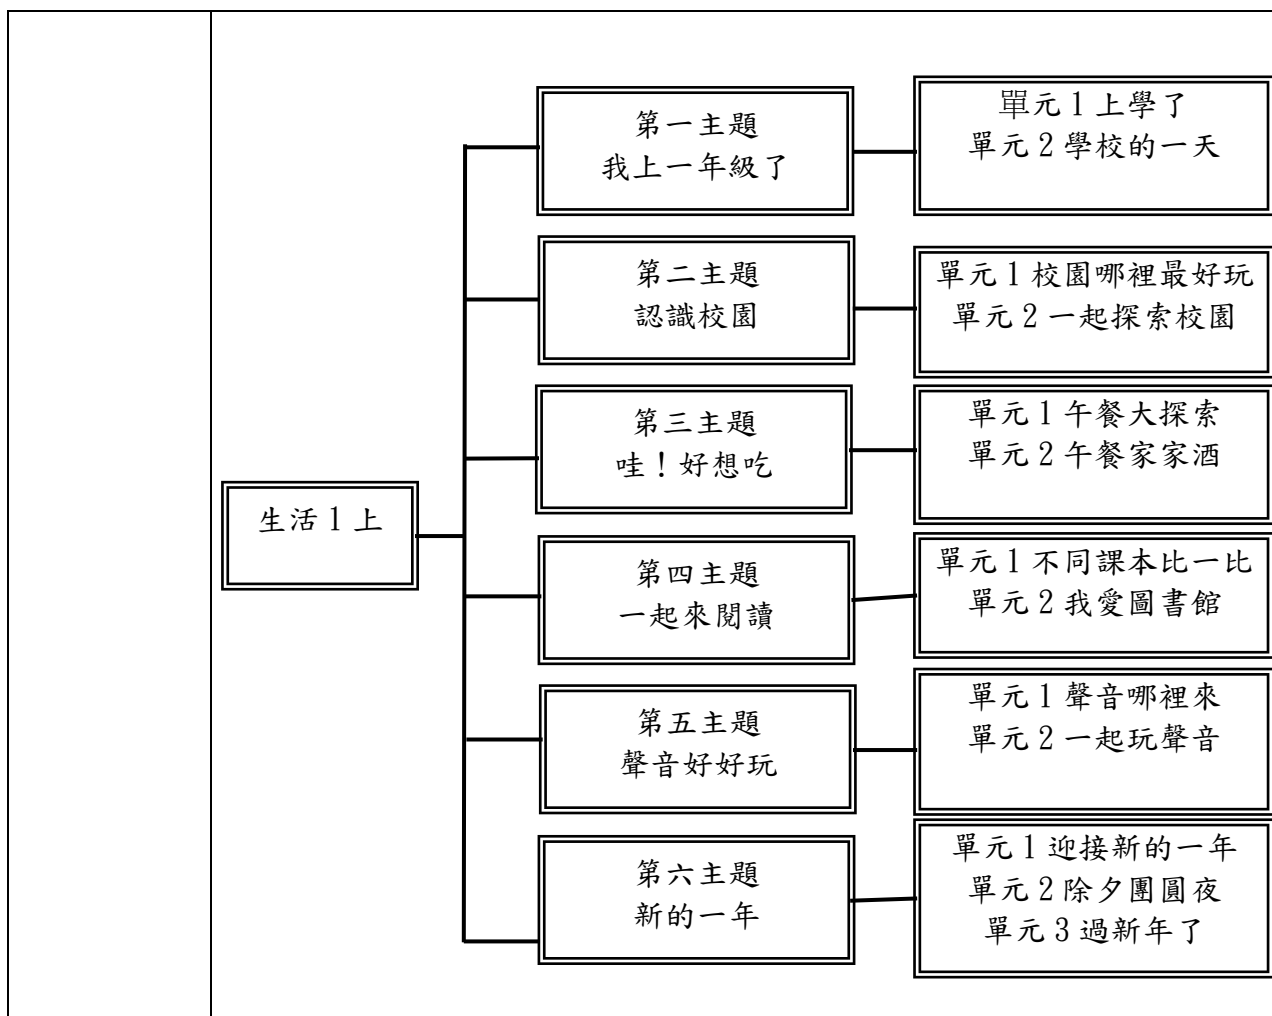 生活1上
第一主題
我上一年級了
單元1上學了
單元2學校的一天
第二主題
認識校園
單元1校園哪裡最好玩
單元2一起探索校園
第三主題
哇！好想吃
單元1午餐大探索
單元2午餐家家酒
第四主題
一起來閱讀
單元1不同課本比一比
單元2我愛圖書館
第五主題
聲音好好玩
單元1聲音哪裡來
單元2一起玩聲音
第六主題
新的一年
單元1迎接新的一年
單元2除夕團圓夜
單元3過新年了